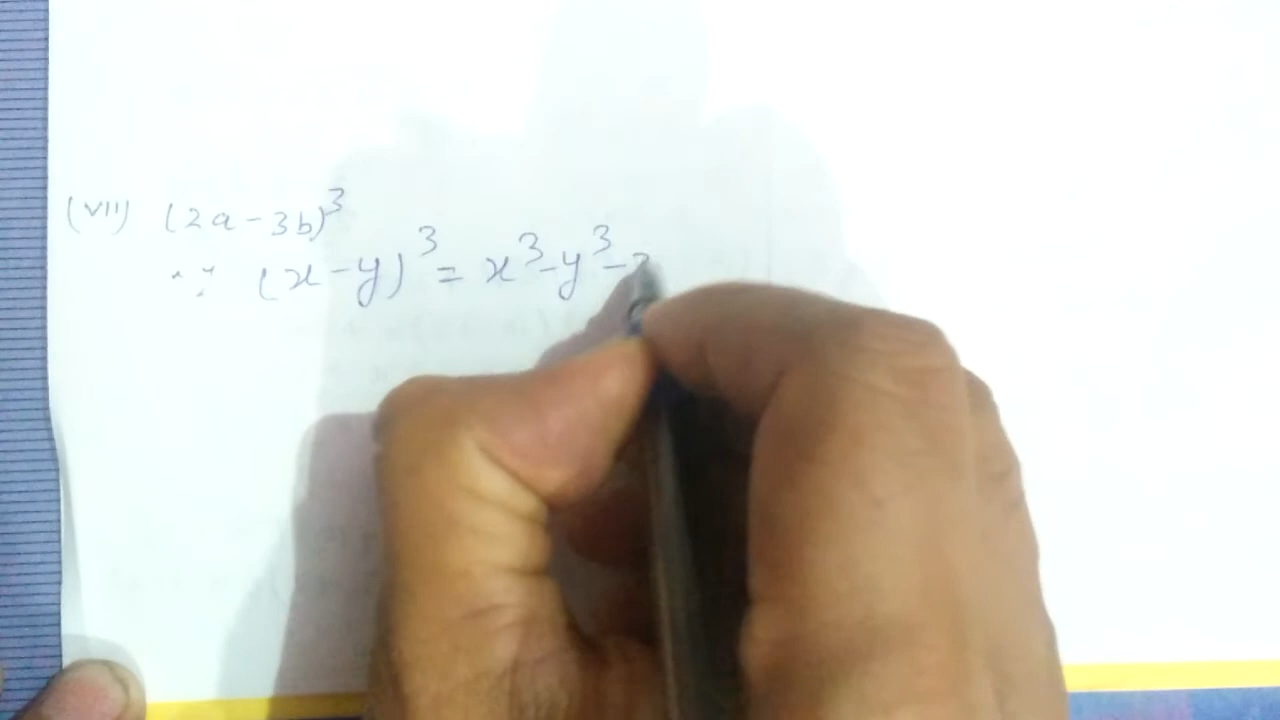 (VII) (2a-3b)³
∵ (x-y)³ = x³-y³-